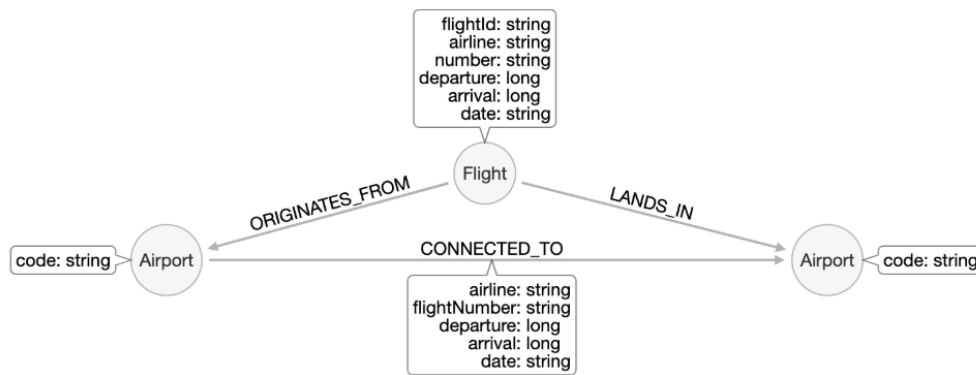 flightId: string
airline: string
number: string
departure: long
arrival: long
date: string
Flight
ORIGINATES_FROM
LANDS_IN
code: string
Airport
CONNECTED_TO
Airport
code: string
airline: string
flightNumber: string
departure: long
arrival: long
date: string